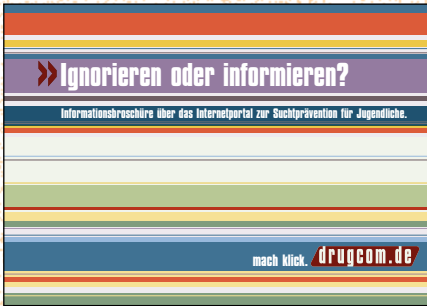 » Ignorieren oder informieren?
Informationsbroschüre über das Internetportal zur Suchtprävention für Jugendliche.
mach klick. drugcom.de